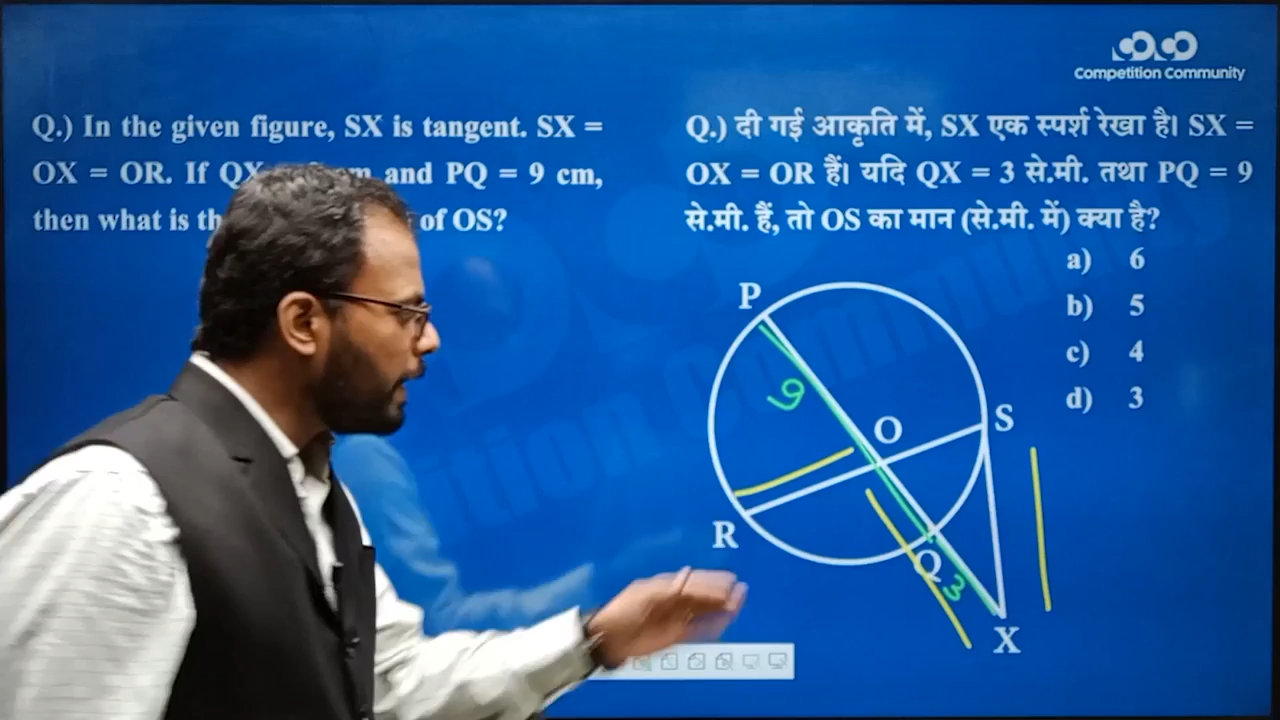 Competition Community
Q.) In the given figure, SX is tangent. SX =
OX = OR. If QX and PQ = 9 cm,
then what is of OS?
Q.) दी गई आकृति में, SX एक स्पर्श रेखा है। SX =
OX = OR हैं। यदि QX = 3 से.मी. तथा PQ = 9
से.मी. हैं, तो OS का मान (से.मी. में) क्या है?
a) 6
b) 5
c) 4
d) 3
P
9
O
S
R
Q
3
X